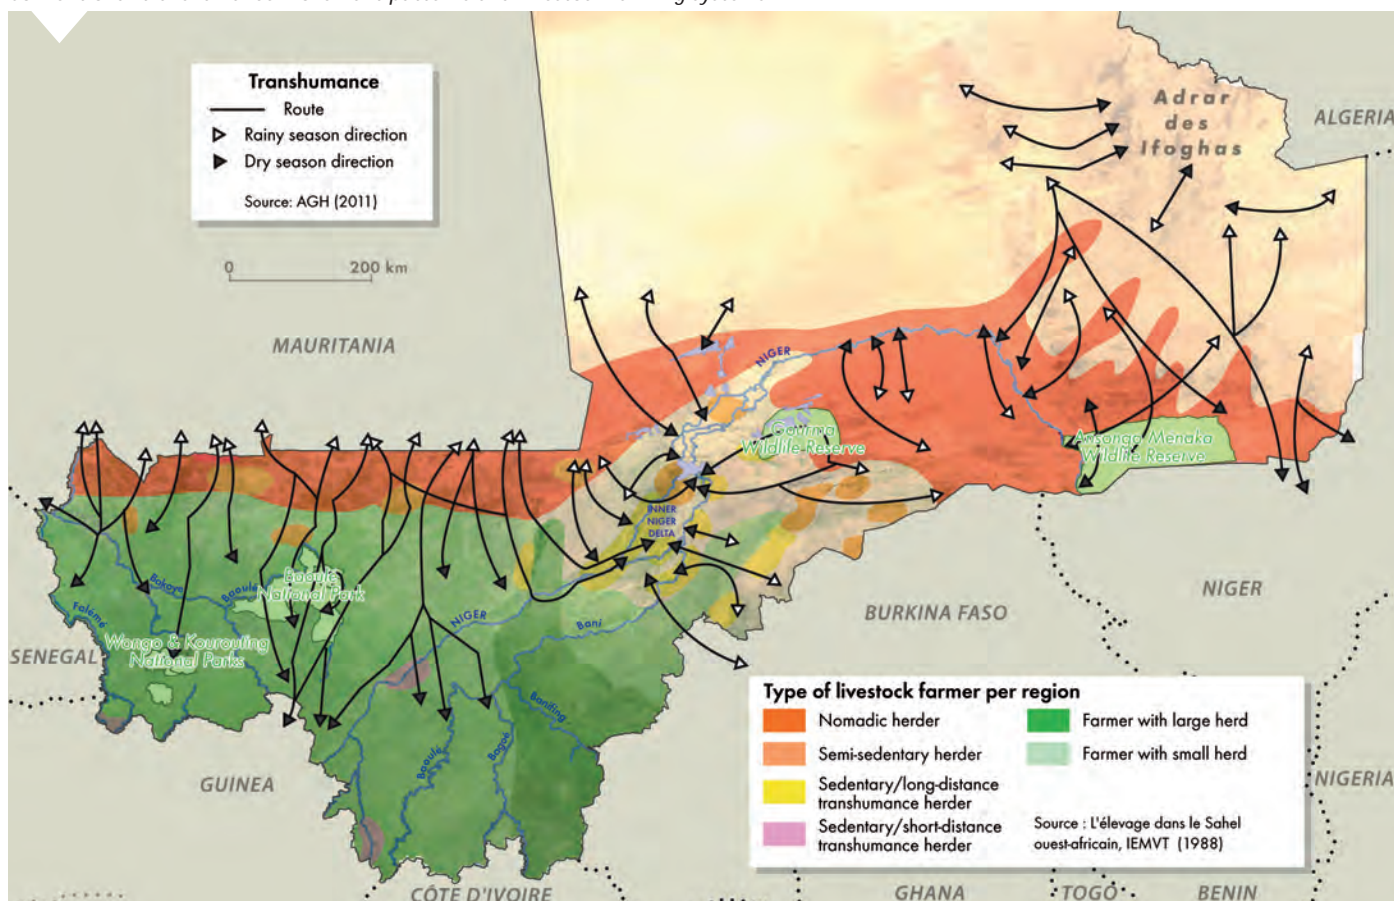 Transhumance
Route
Rainy season direction
Dry season direction
Source: AGH (2011)
0 200 km
Adrar
des
Ifoghas
ALGERIA
MAURITANIA
NIGER
Gourma
Wildlife Reserve
Ansongo Menaka
Wildlife Reserve
INNER
NIGER
DELTA
Bakoye
Baoulé
Baoulé
National Park
Falémé
Wongo & Kourouting
National Parks
NIGER
Bani
SENEGAL
BURKINA FASO
NIGER
Banifing
Baoulé
Bagoé
GUINEA
NIGERIA
CÔTE D'IVOIRE
GHANA
TOGO
BENIN
Type of livestock farmer per region
Nomadic herder
Semi-sedentary herder
Sedentary/long-distance
transhumance herder
Sedentary/short-distance
transhumance herder
Farmer with large herd
Farmer with small herd
Source : L'élevage dans le Sahel
ouest-africain, IEMVT (1988)